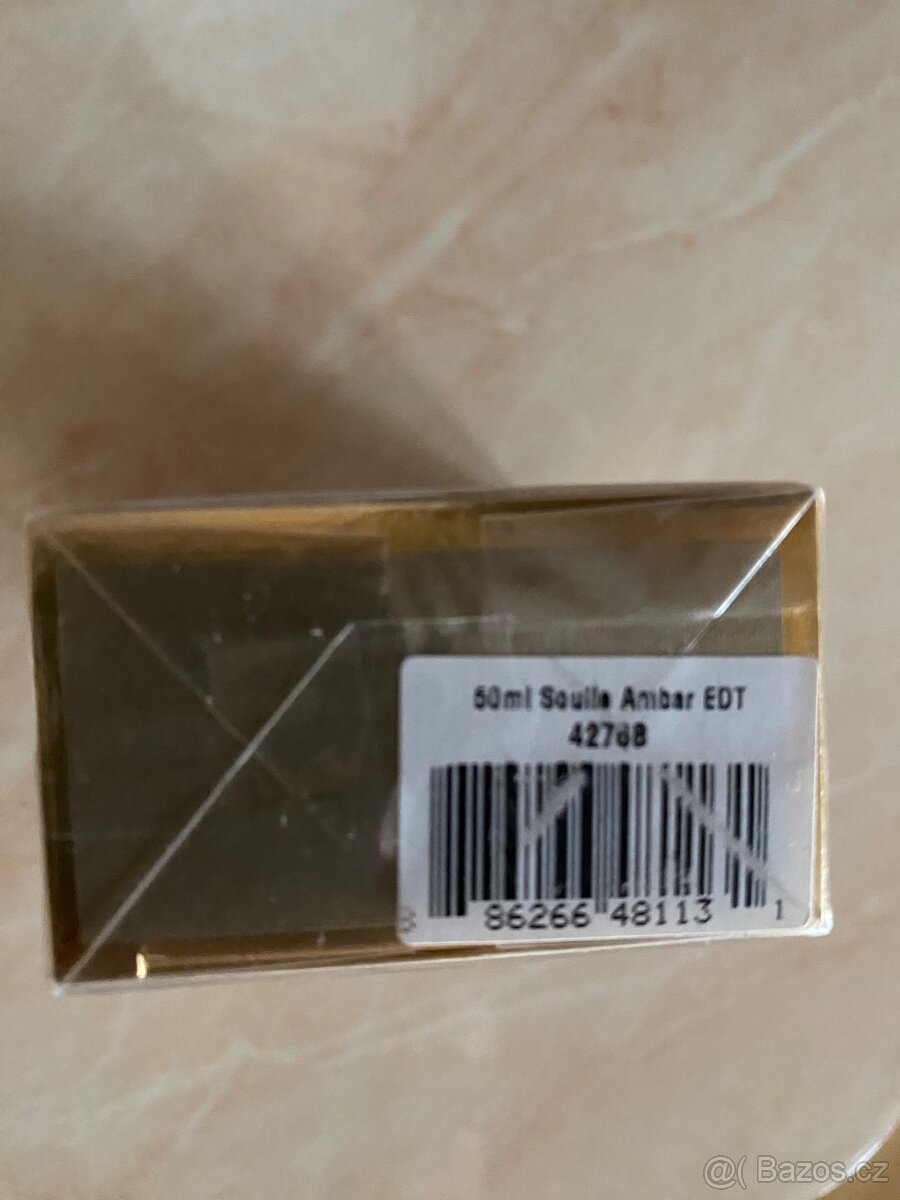 50ml Soulle Ambar EDT
42768
86266 48113 1
@( Bazos.cz